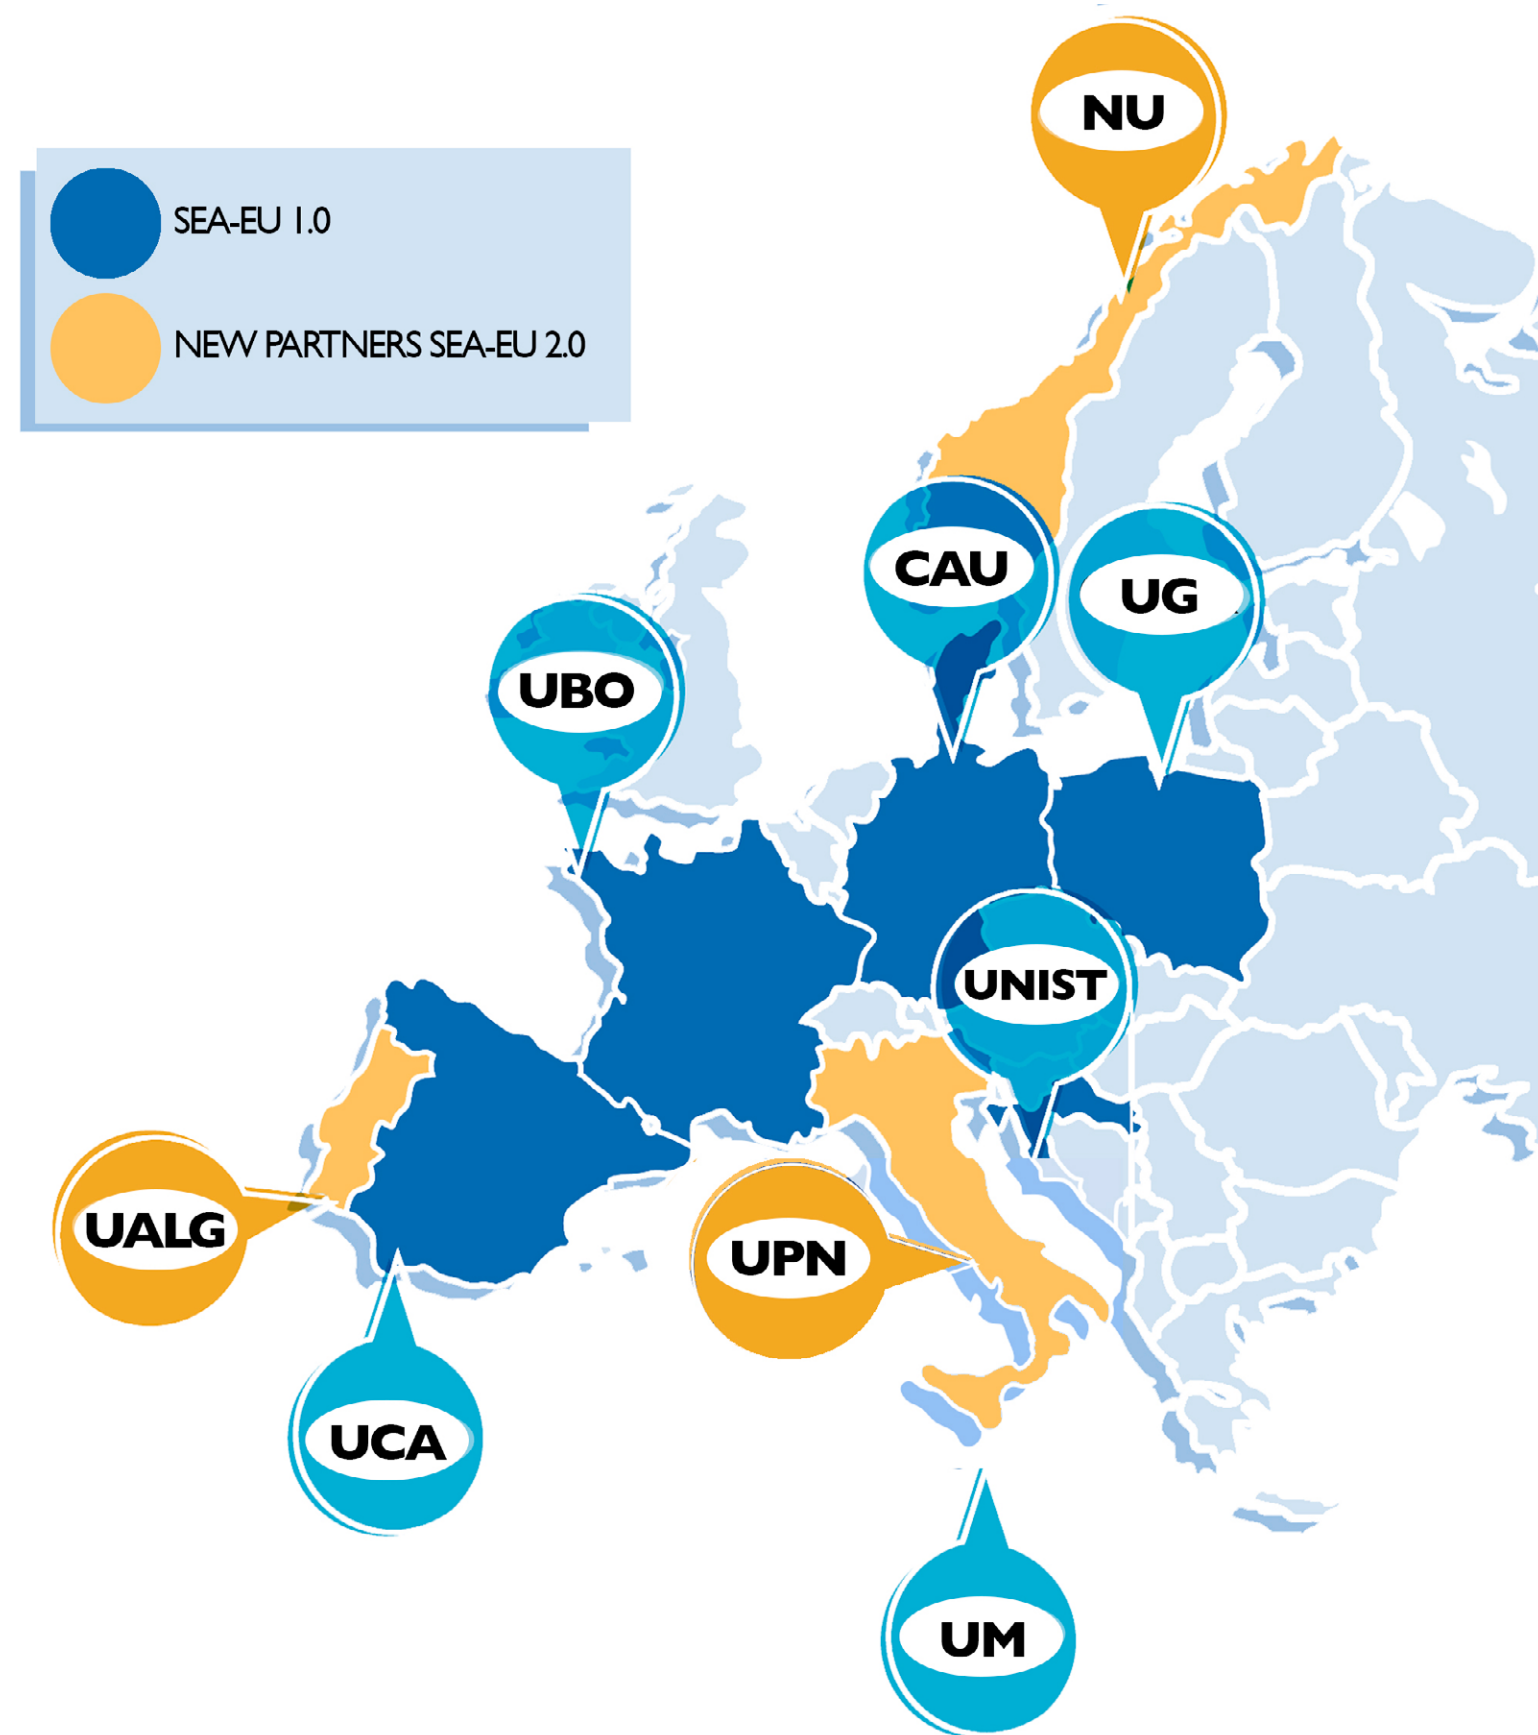 NU
SEA-EU 1.0
NEW PARTNERS SEA-EU 2.0
CAU
UG
UBO
UNIST
UALG
UPN
UCA
UM